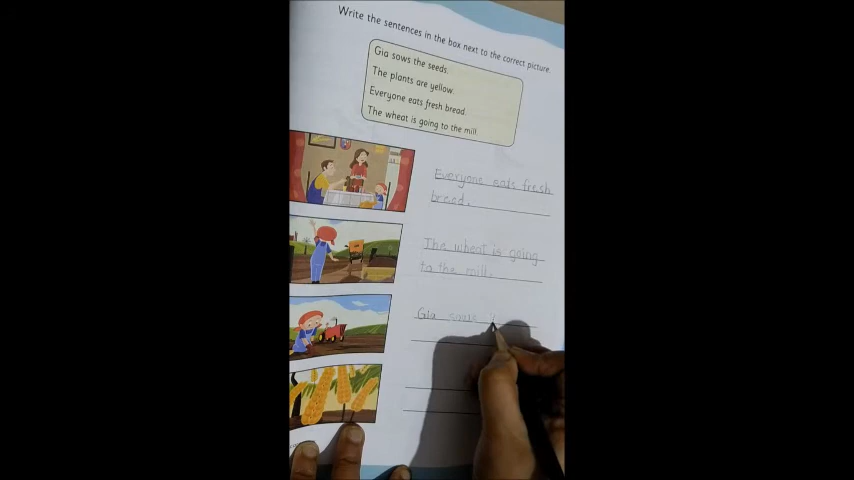 Write the sentences in the box next to the correct picture.
Gia sows the seeds.
The plants are yellow.
Everyone eats fresh bread.
The wheat is going to the mill.
Everyone eats fresh
breed.
The wheat is going
to the mill.
Gia sows t